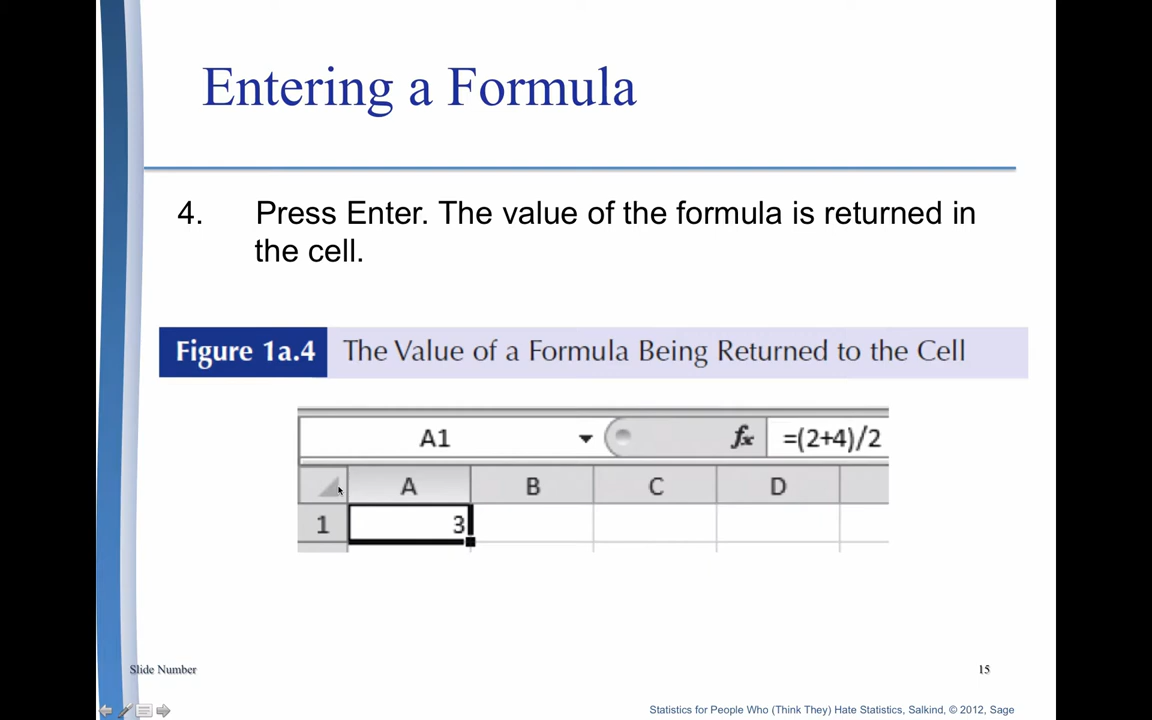 Entering a Formula
4. Press Enter. The value of the formula is returned in
the cell.
Figure 1a.4 The Value of a Formula Being Returned to the Cell
A1 fx =(2+4)/2
A B C D
1 3
Slide Number 15
Statistics for People Who (Think They) Hate Statistics, Salkind, © 2012, Sage